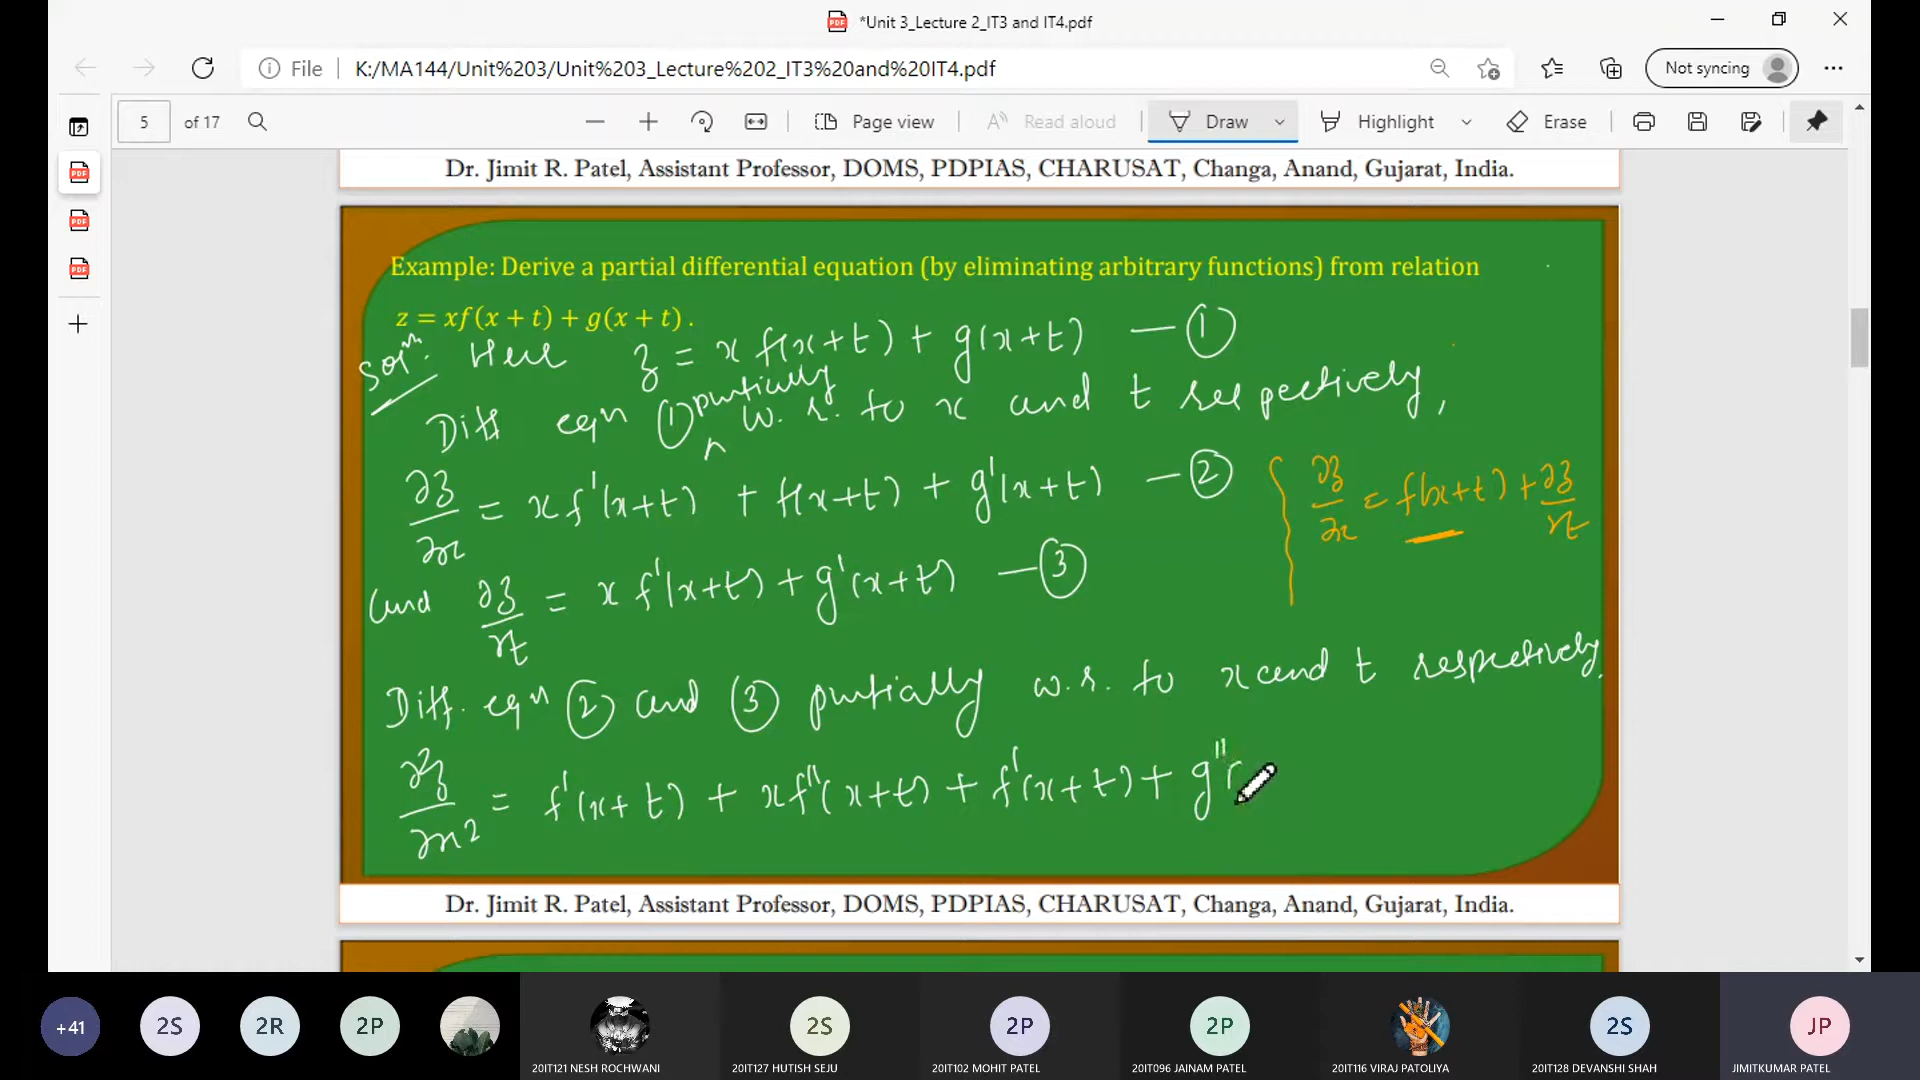 *Unit 3_Lecture 2_IT3 and IT4.pdf
File | K:/MA144/Unit%203/Unit%203_Lecture%202_IT3%20and%20IT4.pdf
Not syncing
5 of 17
Page view
Read aloud
Draw
Highlight
Erase
Dr. Jimit R. Patel, Assistant Professor, DOMS, PDPIAS, CHARUSAT, Changa, Anand, Gujarat, India.
Example: Derive a partial differential equation (by eliminating arbitrary functions) from relation
z = xf(x + t) + g(x + t) .
Solⁿ. Here z = x f(x+t) + g(x+t) — ①
Diff eqn ① partially w. r. to x and t respectively,
∂z/∂x = x f'(x+t) + f(x+t) + g'(x+t) — ②
{ ∂z/∂x = f(x+t) + ∂z/∂t
and ∂z/∂t = x f'(x+t) + g'(x+t) — ③
Diff. eqn ② and ③ partially w.r. to x and t respectively.
∂²z/∂x² = f'(x+t) + x f''(x+t) + f'(x+t) + g''(
Dr. Jimit R. Patel, Assistant Professor, DOMS, PDPIAS, CHARUSAT, Changa, Anand, Gujarat, India.
+41
2S
2R
2P
2S
2P
2P
2S
JP
20IT121 NESH ROCHWANI
20IT127 HUTISH SEJU
20IT102 MOHIT PATEL
20IT096 JAINAM PATEL
20IT116 VIRAJ PATOLIYA
20IT128 DEVANSHI SHAH
JIMITKUMAR PATEL